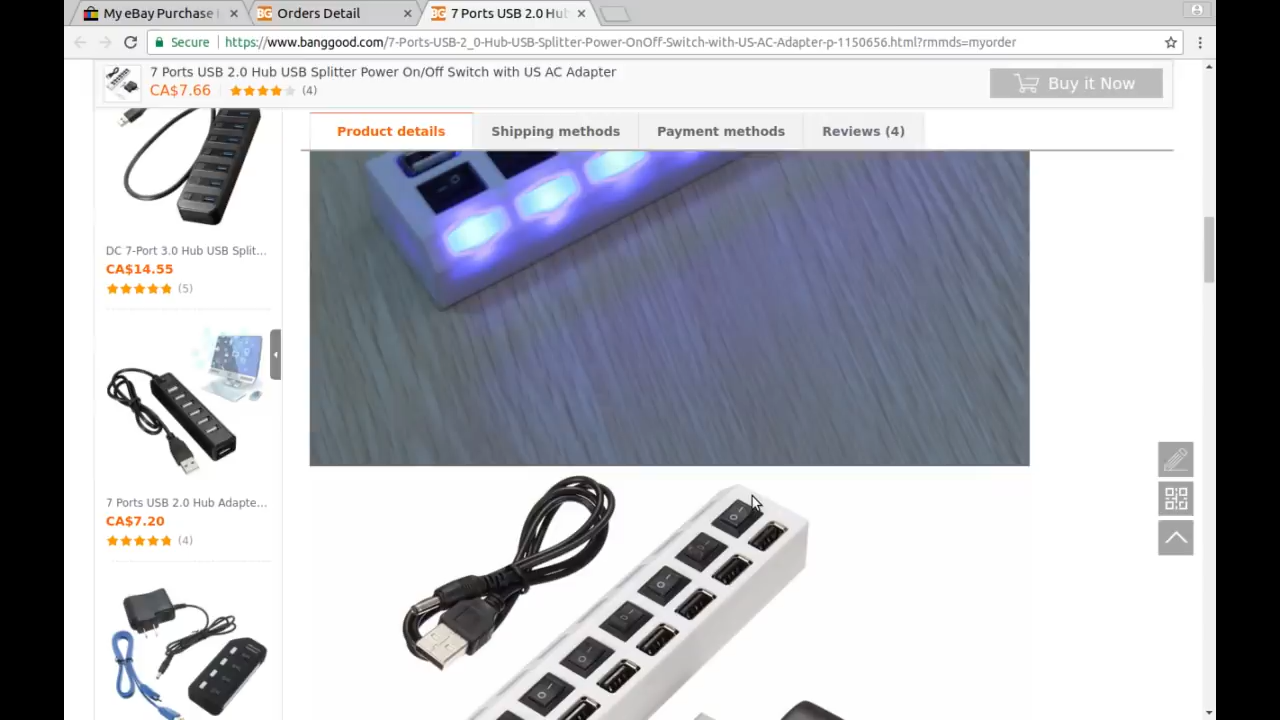 My eBay Purchase
Orders Detail
7 Ports USB 2.0 Hub
Secure
https://www.banggood.com/7-Ports-USB-2_0-Hub-USB-Splitter-Power-OnOff-Switch-with-US-AC-Adapter-p-1150656.html?rmmds=myorder
7 Ports USB 2.0 Hub USB Splitter Power On/Off Switch with US AC Adapter
CA$7.66 (4)
Buy it Now
Product details
Shipping methods
Payment methods
Reviews (4)
DC 7-Port 3.0 Hub USB Split...
CA$14.55
(5)
7 Ports USB 2.0 Hub Adapte...
CA$7.20
(4)